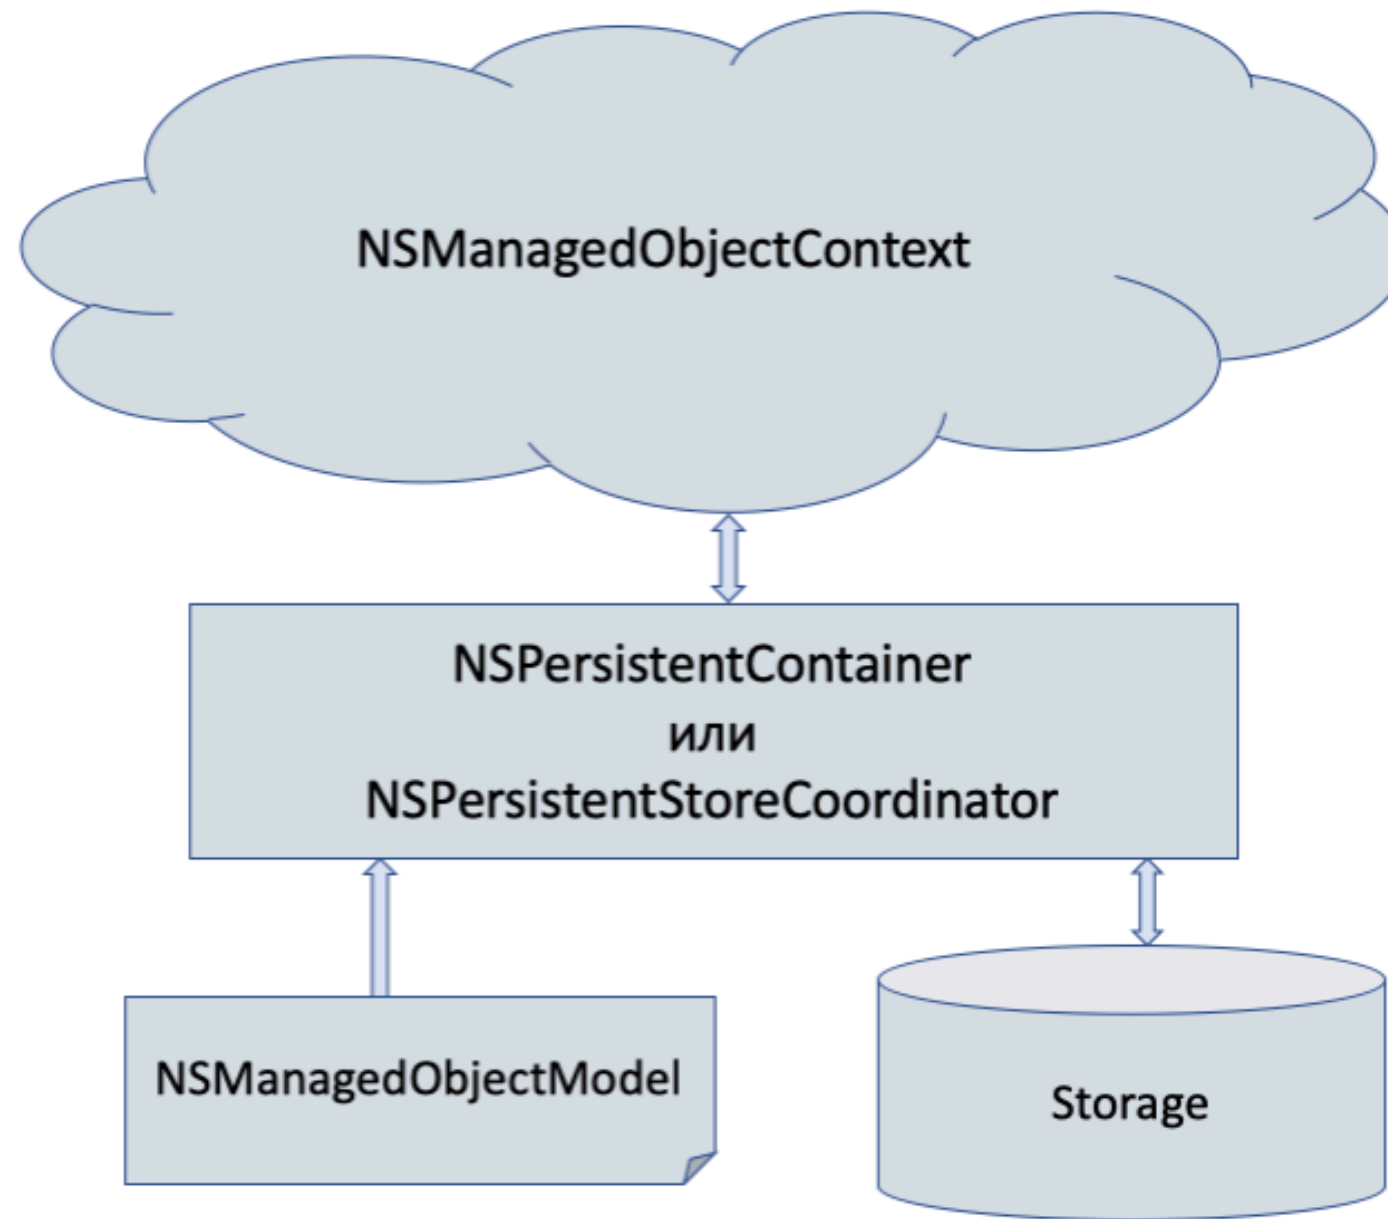 NSManagedObjectContext
NSPersistentContainer
или
NSPersistentStoreCoordinator
NSManagedObjectModel
Storage